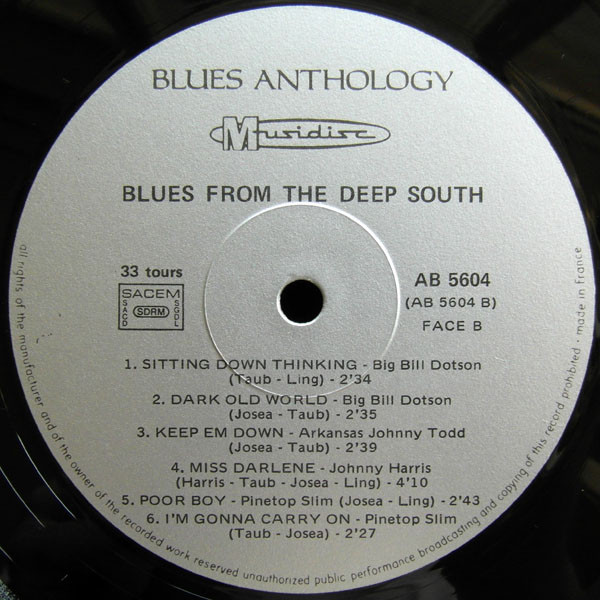 BLUES ANTHOLOGY
Musidisc
BLUES FROM THE DEEP SOUTH
33 tours
SACEM
SACD
SDRM
SGDL
AB 5604
(AB 5604 B)
FACE B
1. SITTING DOWN THINKING - Big Bill Dotson
(Taub - Ling) - 2'34
2. DARK OLD WORLD - Big Bill Dotson
(Josea - Taub) - 2'35
3. KEEP EM DOWN - Arkansas Johnny Todd
(Josea - Taub) - 2'39
4. MISS DARLENE - Johnny Harris
(Harris - Taub - Josea - Ling) - 4'10
5. POOR BOY - Pinetop Slim (Josea - Ling) - 2'43
6. I'M GONNA CARRY ON - Pinetop Slim
(Taub - Josea) - 2'27
all rights of the manufacturer and of the owner of the recorded work reserved unauthorized public performance broadcasting and copying of this record prohibited - made in france